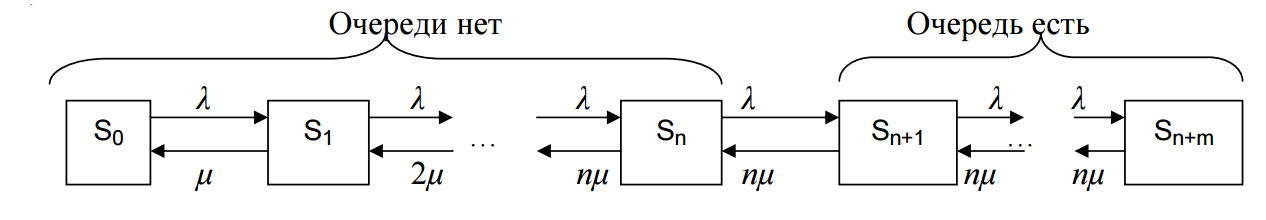 Очереди нет Очередь есть
λ λ λ λ λ λ
S0 S1 ... Sn Sn+1 ... Sn+m
μ 2μ nμ nμ nμ nμ